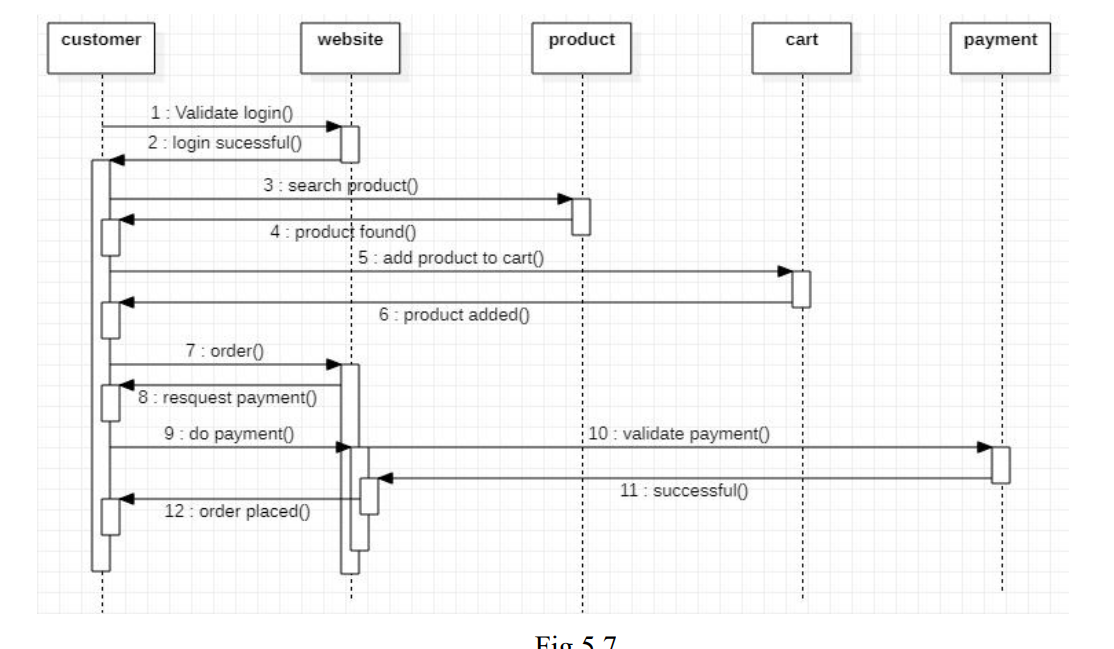 customer
website
product
cart
payment
1 : Validate login()
2 : login sucessful()
3 : search product()
4 : product found()
5 : add product to cart()
6 : product added()
7 : order()
8 : resquest payment()
9 : do payment()
10 : validate payment()
11 : successful()
12 : order placed()
Fig 5.7